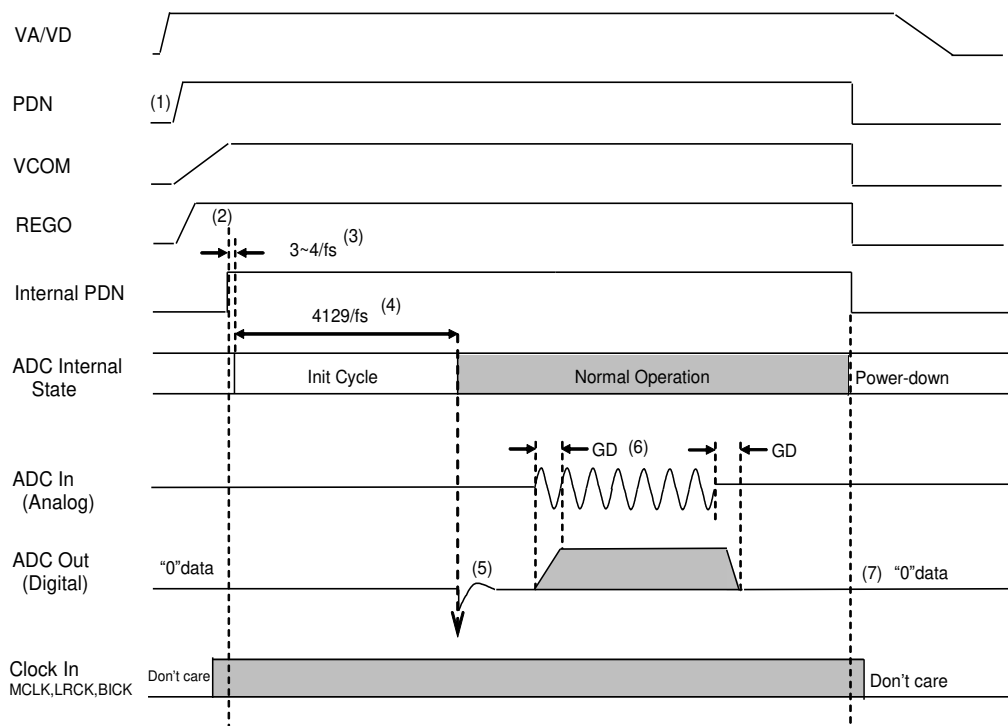 VA/VD
PDN
(1)
VCOM
REGO
(2)
3~4/fs
(3)
Internal PDN
4129/fs
(4)
ADC Internal
State
Init Cycle
Normal Operation
Power-down
GD
(6)
GD
ADC In
(Analog)
ADC Out
(Digital)
“0”data
(5)
(7)
“0”data
Clock In
MCLK,LRCK,BICK
Don't care
Don't care